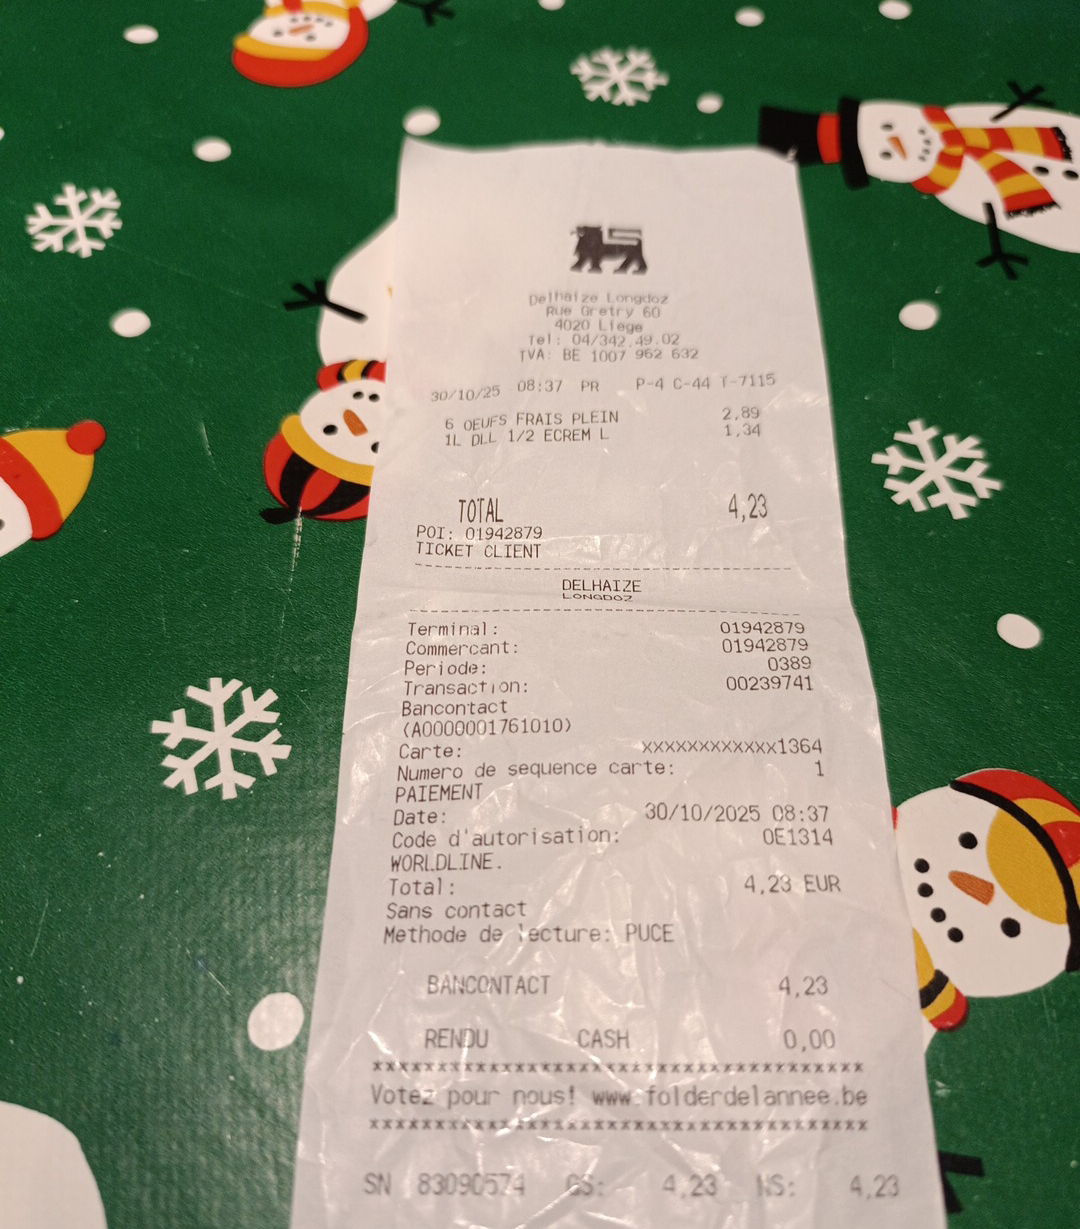 Delhaize Longdoz
Rue Gretry 60
4020 Liege
Tel: 04/342.49.02
TVA: BE 1007 962 632
30/10/25 08:37 PR P-4 C-44 T-7115
6 OEUFS FRAIS PLEIN 2,89
1L DLL 1/2 ECREM L 1,34
TOTAL 4,23
POI: 01942879
TICKET CLIENT
DELHAIZE
LONGDOZ
Terminal: 01942879
Commercant: 01942879
Periode: 0389
Transaction: 00239741
Bancontact
(A0000001761010)
Carte: xxxxxxxxxxxx1364
Numero de sequence carte: 1
PAIEMENT
Date: 30/10/2025 08:37
Code d'autorisation: 0E1314
WORLDLINE.
Total: 4,23 EUR
Sans contact
Methode de lecture: PUCE
BANCONTACT 4,23
RENDU CASH 0,00
****************************************
Votez pour nous! www.folderdelannee.be
****************************************
SN 83090574 GS: 4,23 NS: 4,23